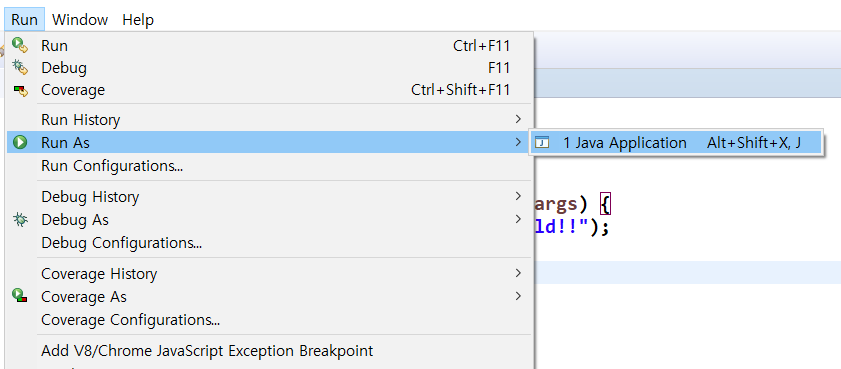 Run Window Help
Run Ctrl+F11
Debug F11
Coverage Ctrl+Shift+F11
Run History
Run As
1 Java Application Alt+Shift+X, J
Run Configurations...
Debug History
args) {
Debug As
ld!!");
Debug Configurations...
Coverage History
Coverage As
Coverage Configurations...
Add V8/Chrome JavaScript Exception Breakpoint